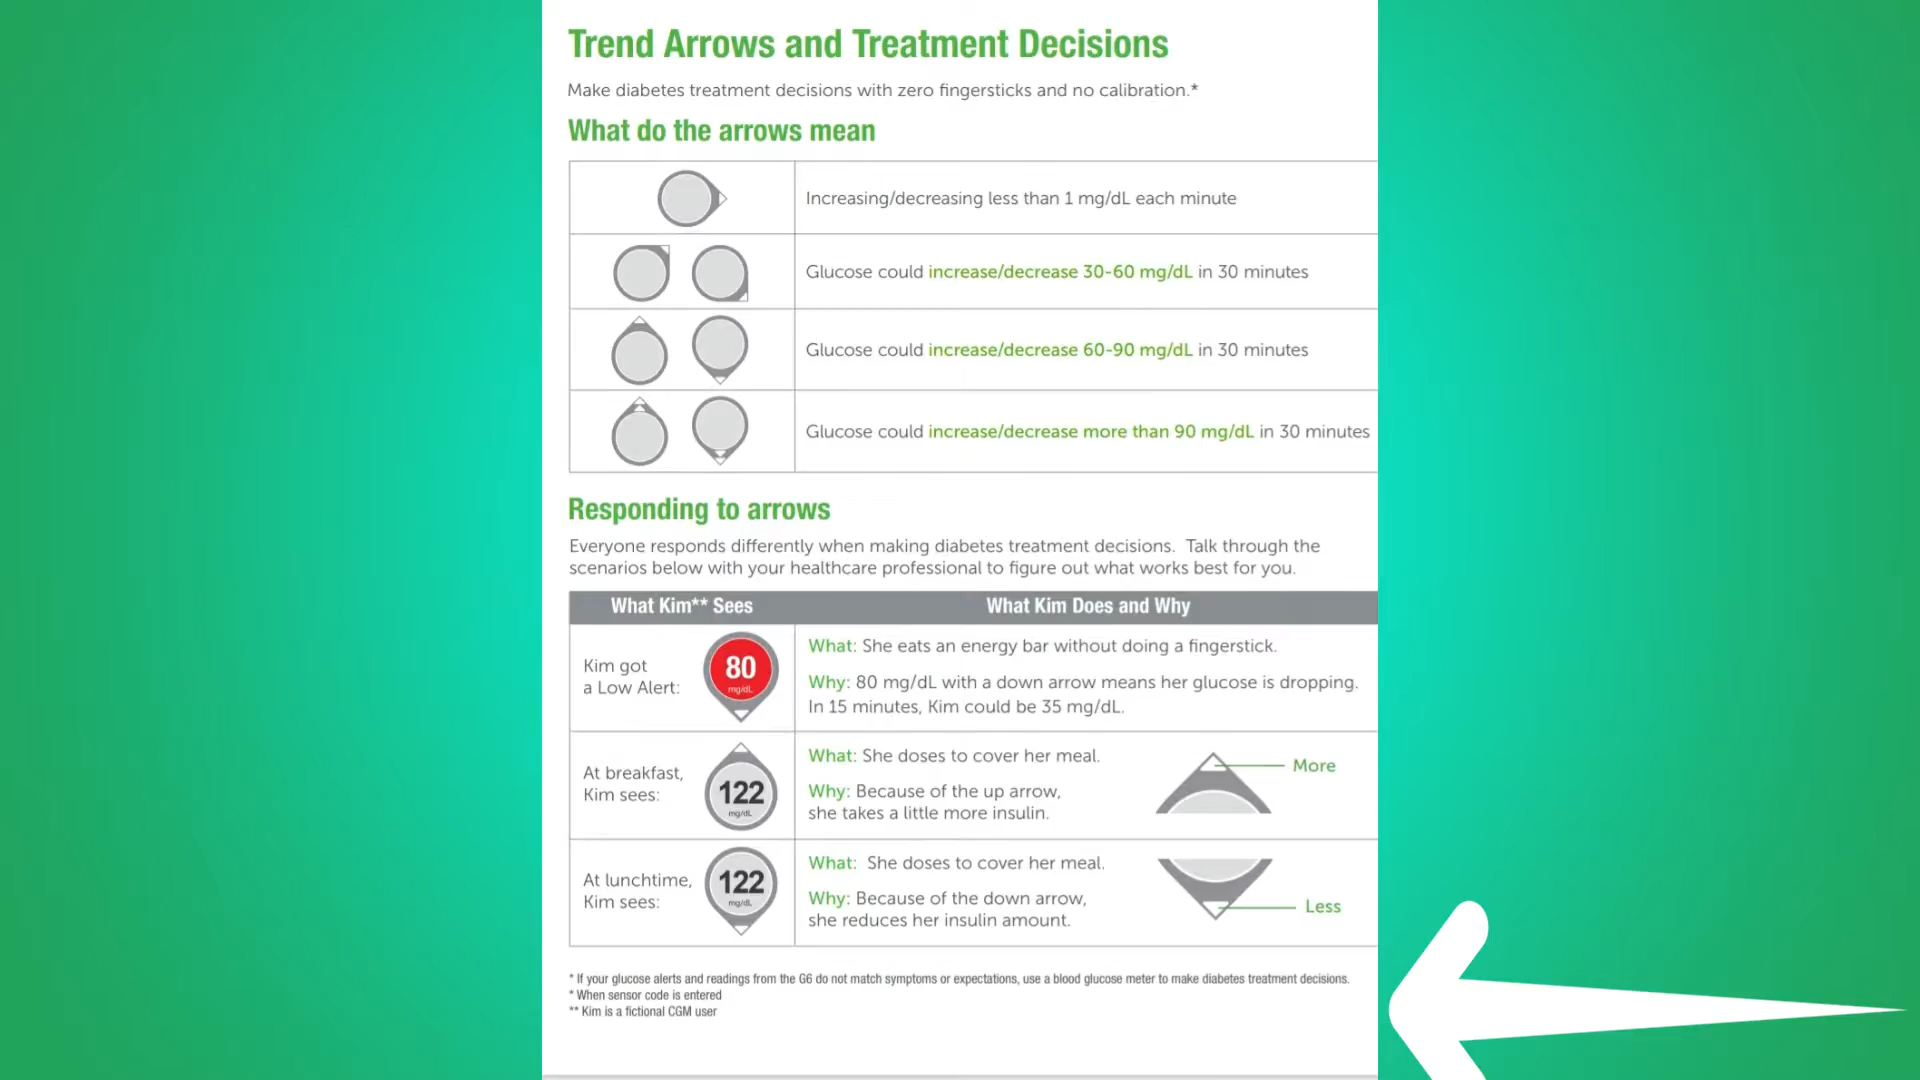 Trend Arrows and Treatment Decisions
Make diabetes treatment decisions with zero fingersticks and no calibration.*
What do the arrows mean
Increasing/decreasing less than 1 mg/dL each minute
Glucose could increase/decrease 30-60 mg/dL in 30 minutes
Glucose could increase/decrease 60-90 mg/dL in 30 minutes
Glucose could increase/decrease more than 90 mg/dL in 30 minutes
Responding to arrows
Everyone responds differently when making diabetes treatment decisions. Talk through the
scenarios below with your healthcare professional to figure out what works best for you.
What Kim** Sees
What Kim Does and Why
Kim got
a Low Alert:
80
mg/dL
What: She eats an energy bar without doing a fingerstick.
Why: 80 mg/dL with a down arrow means her glucose is dropping.
In 15 minutes, Kim could be 35 mg/dL.
At breakfast,
Kim sees:
122
mg/dL
What: She doses to cover her meal.
Why: Because of the up arrow,
she takes a little more insulin.
More
At lunchtime,
Kim sees:
122
mg/dL
What: She doses to cover her meal.
Why: Because of the down arrow,
she reduces her insulin amount.
Less
* If your glucose alerts and readings from the G6 do not match symptoms or expectations, use a blood glucose meter to make diabetes treatment decisions.
* When sensor code is entered
** Kim is a fictional CGM user